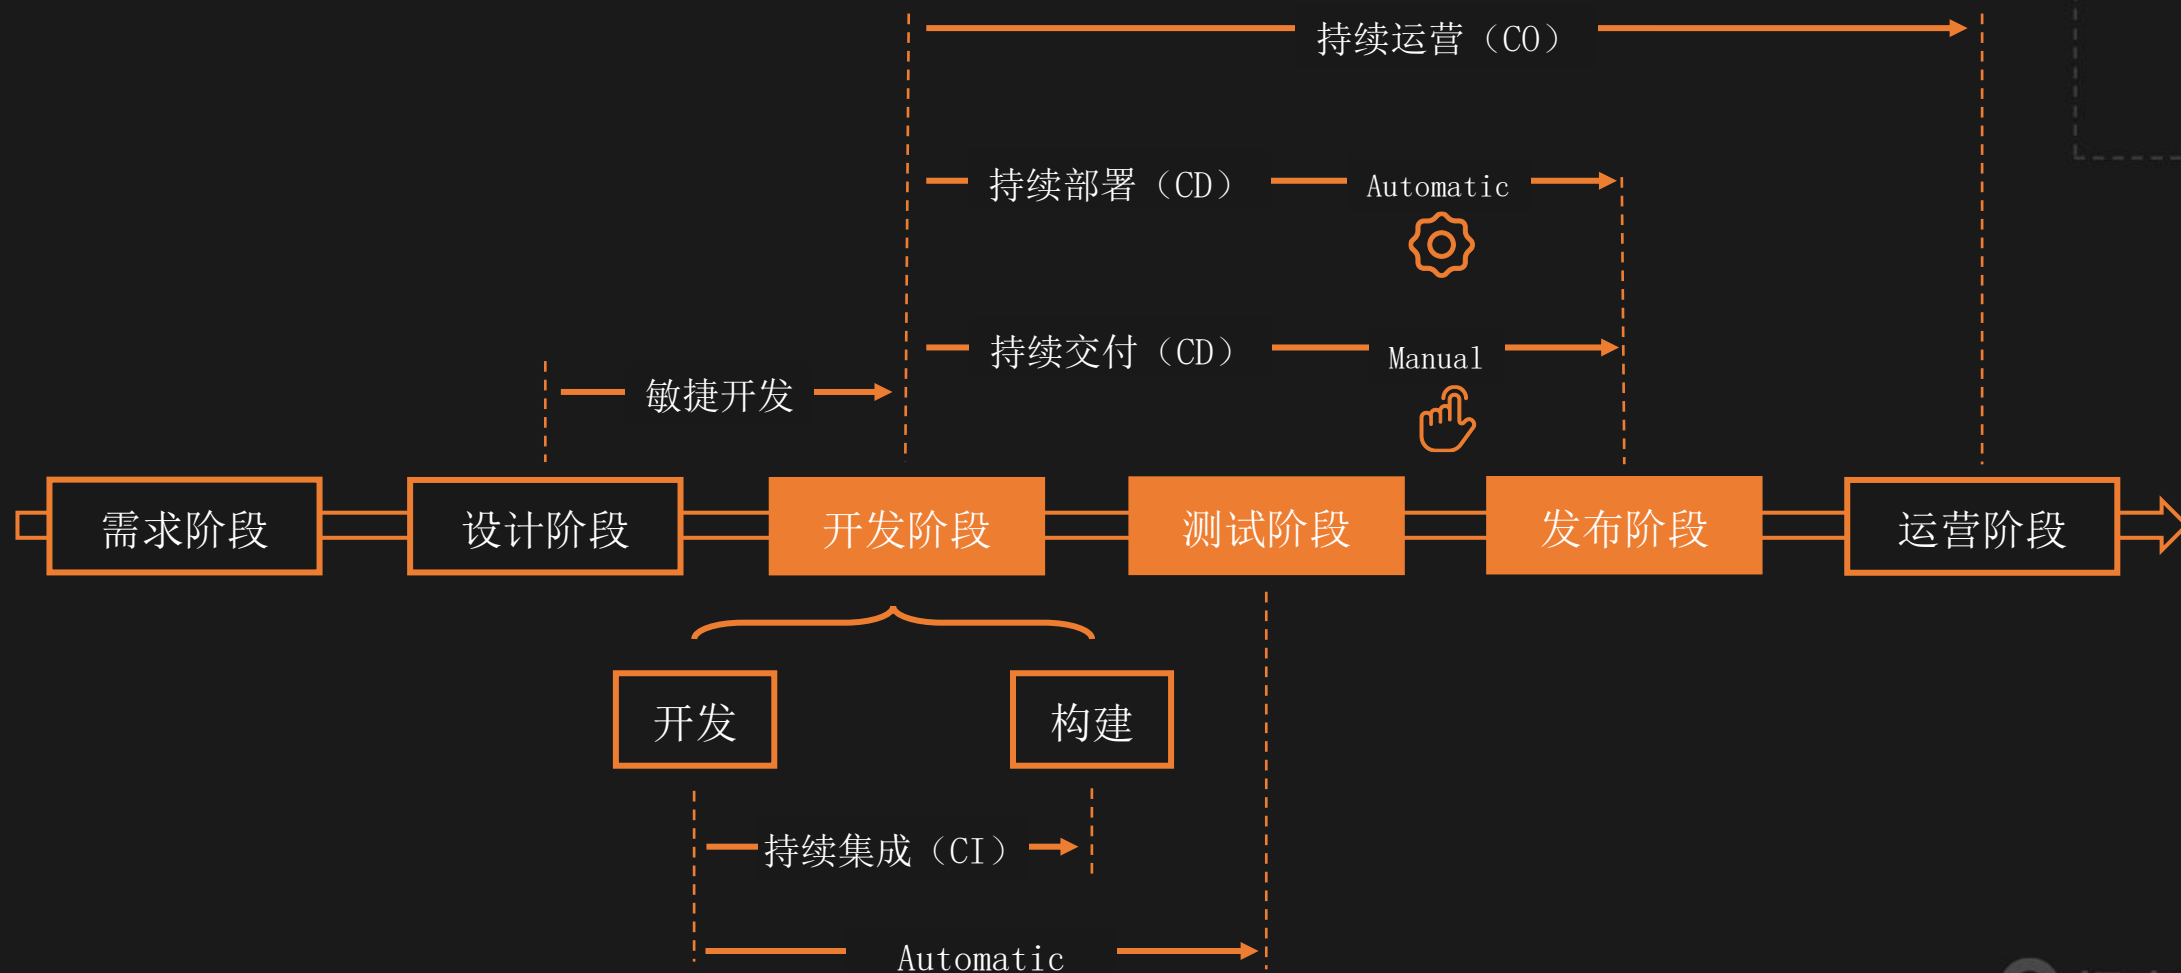 持续运营（CO）
持续部署（CD） Automatic
持续交付（CD） Manual
敏捷开发
需求阶段 设计阶段 开发阶段 测试阶段 发布阶段 运营阶段
开发 构建
持续集成（CI）
Automatic